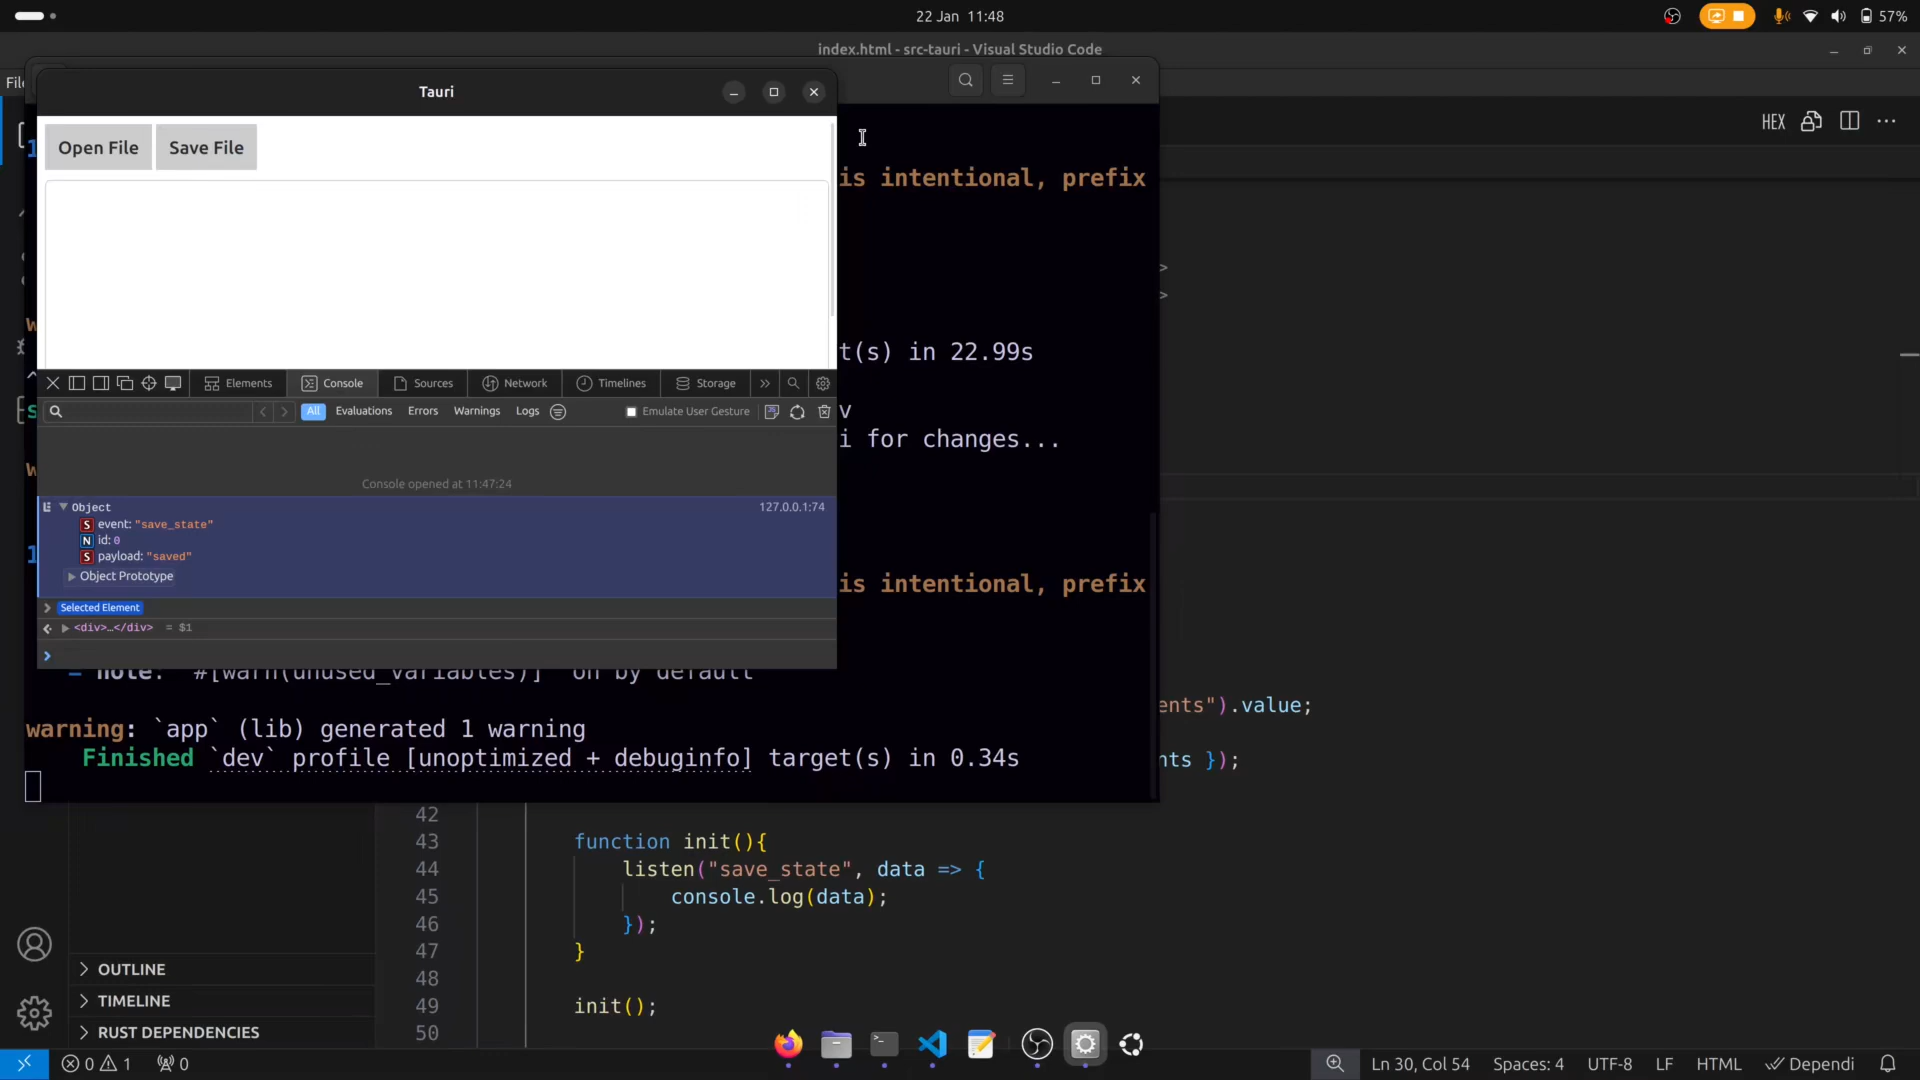 22 Jan 11:48
57%
index.html - src-tauri - Visual Studio Code
Tauri
HEX
Open File
Save File
is intentional, prefix
t(s) in 22.99s
v
i for changes...
Elements
Console
Sources
Network
Timelines
Storage
All
Evaluations
Errors
Warnings
Logs
Emulate User Gesture
Console opened at 11:47:24
Object
127.0.0.1:74
S event: "save_state"
N id: 0
S payload: "saved"
Object Prototype
is intentional, prefix
Selected Element
<div>…</div> = $1
= note: `#[warn(unused_variables)]` on by default
ents").value;
warning: `app` (lib) generated 1 warning
Finished `dev` profile [unoptimized + debuginfo] target(s) in 0.34s
nts });
42
43 function init(){
44 listen("save_state", data => {
45 console.log(data);
46 });
47 }
48
49 init();
50
OUTLINE
TIMELINE
RUST DEPENDENCIES
0 1 0
Ln 30, Col 54
Spaces: 4
UTF-8
LF
HTML
Dependi